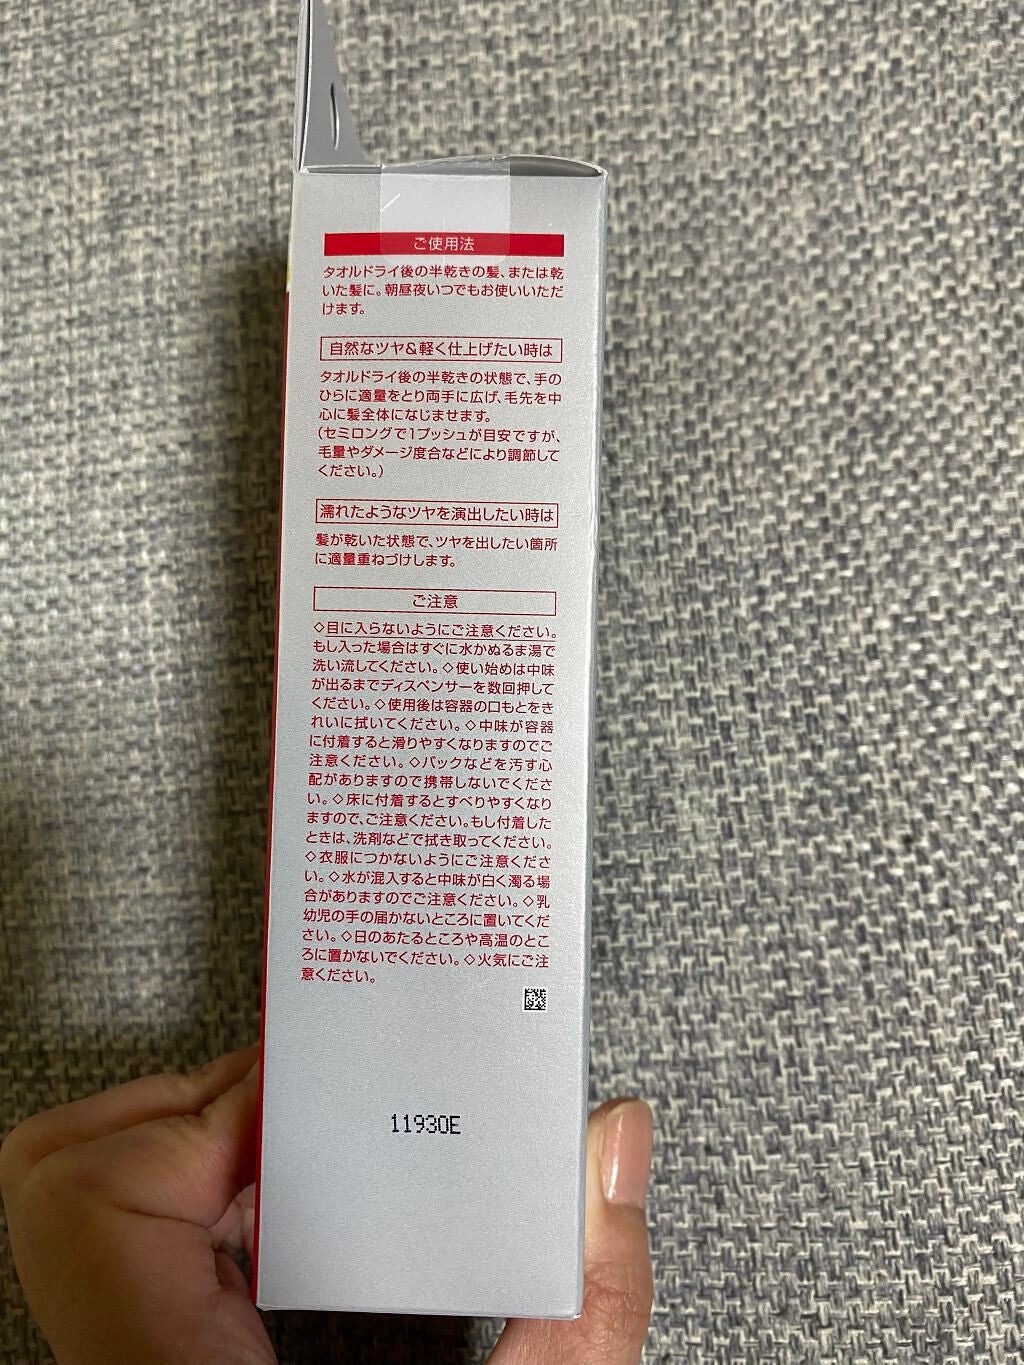 ご使用法
タオルドライ後の半乾きの髪、または乾
いた髪に。朝昼夜いつでもお使いいただ
けます。
自然なツヤ&軽く仕上げたい時は
タオルドライ後の半乾きの状態で、手の
ひらに適量をとり両手に広げ、毛先を中
心に髪全体になじませます。
(セミロングで1プッシュが目安ですが、
毛量やダメージ度合などにより調節して
ください。)
濡れたようなツヤを演出したい時は
髪が乾いた状態で、ツヤを出したい箇所
に適量重ねづけします。
ご注意
◇目に入らないようにご注意ください。
もし入った場合はすぐに水かぬるま湯で
洗い流してください。◇使い始めは中味
が出るまでディスペンサーを数回押して
ください。◇使用後は容器の口もとをき
れいに拭いてください。◇中味が容器
に付着すると滑りやすくなりますのでご
注意ください。◇バックなどを汚す心
配がありますので携帯しないでくださ
い。◇床に付着するとすべりやすくなり
ますので、ご注意ください。もし付着した
ときは、洗剤などで拭き取ってください。
◇衣服につかないようにご注意くださ
い。◇水が混入すると中味が白く濁る場
合がありますのでご注意ください。◇乳
幼児の手の届かないところに置いてくだ
さい。◇日のあたるところや高温のとこ
ろに置かないでください。◇火気にご注
意ください。
11930E